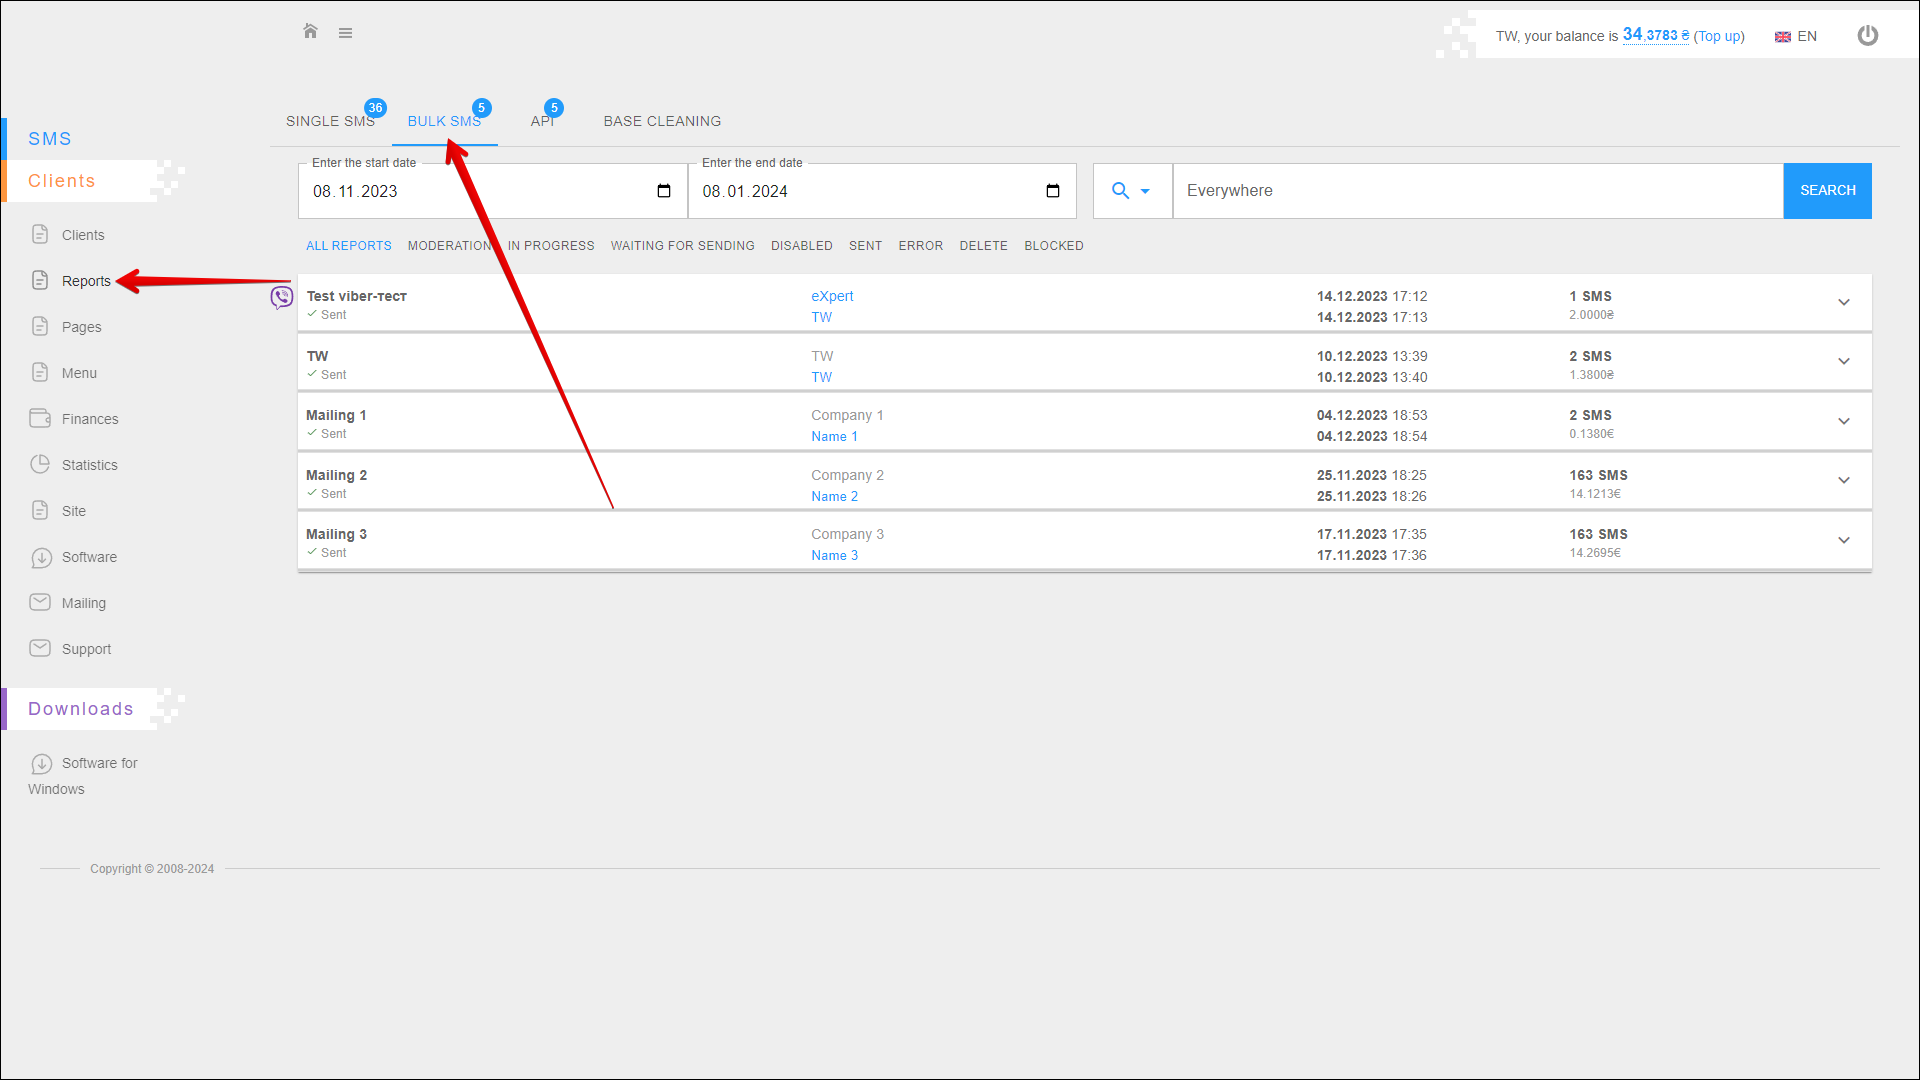 TW, your balance is 34,3783 ₴ (Top up)
EN
SMS
Clients
Clients
Reports
Pages
Menu
Finances
Statistics
Site
Software
Mailing
Support
Downloads
Software for
Windows
SINGLE SMS 36
BULK SMS 5
API 5
BASE CLEANING
Enter the start date
08.11.2023
Enter the end date
08.01.2024
Everywhere
SEARCH
ALL REPORTS MODERATION IN PROGRESS WAITING FOR SENDING DISABLED SENT ERROR DELETE BLOCKED
Test viber-тест eXpert 14.12.2023 17:12 1 SMS
Sent TW 14.12.2023 17:13 2.0000₴
TW TW 10.12.2023 13:39 2 SMS
Sent TW 10.12.2023 13:40 1.3800₴
Mailing 1 Company 1 04.12.2023 18:53 2 SMS
Sent Name 1 04.12.2023 18:54 0.1380€
Mailing 2 Company 2 25.11.2023 18:25 163 SMS
Sent Name 2 25.11.2023 18:26 14.1213€
Mailing 3 Company 3 17.11.2023 17:35 163 SMS
Sent Name 3 17.11.2023 17:36 14.2695€
Copyright © 2008-2024